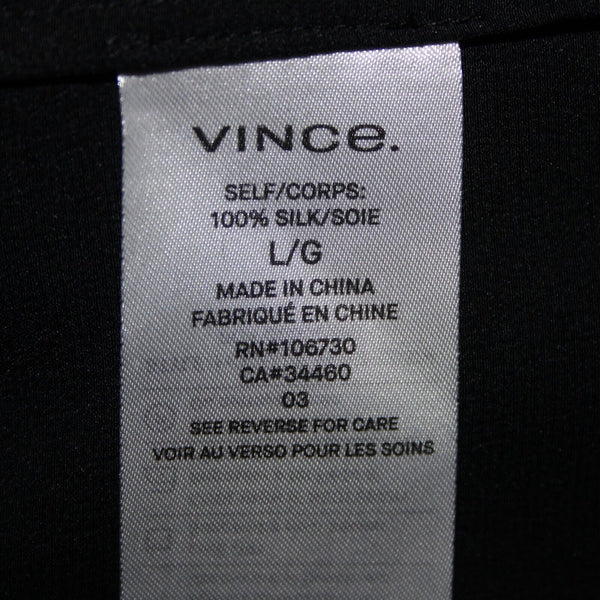 VINCE.
SELF/CORPS:
100% SILK/SOIE
L/G
MADE IN CHINA
FABRIQUÉ EN CHINE
RN#106730
CA#34460
03
SEE REVERSE FOR CARE
VOIR AU VERSO POUR LES SOINS